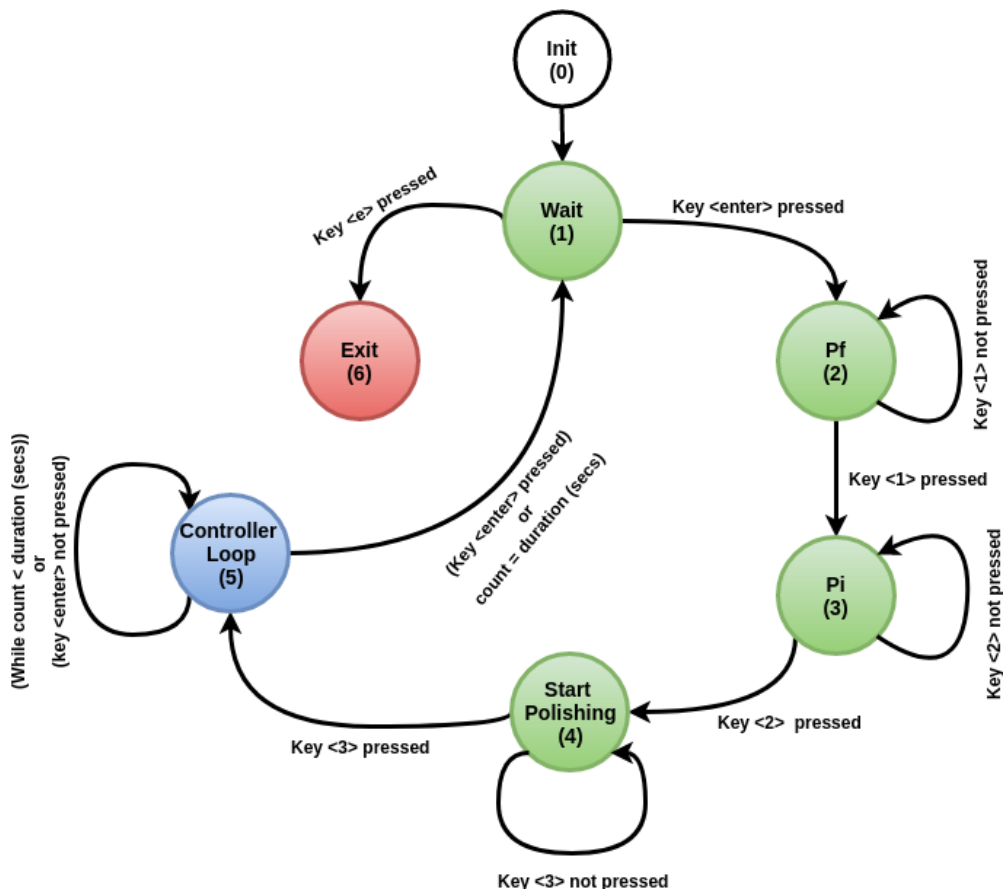 Init
(0)
Key <e> pressed
Wait
(1)
Key <enter> pressed
Exit
(6)
Pf
(2)
Key <1> not pressed
Key <1> pressed
(While count < duration (secs))
or
(key <enter> not pressed)
Controller
Loop
(5)
(Key <enter> pressed)
or
count = duration (secs)
Pi
(3)
Key <2> not pressed
Start
Polishing
(4)
Key <2>  pressed
Key <3> pressed
Key <3> not pressed